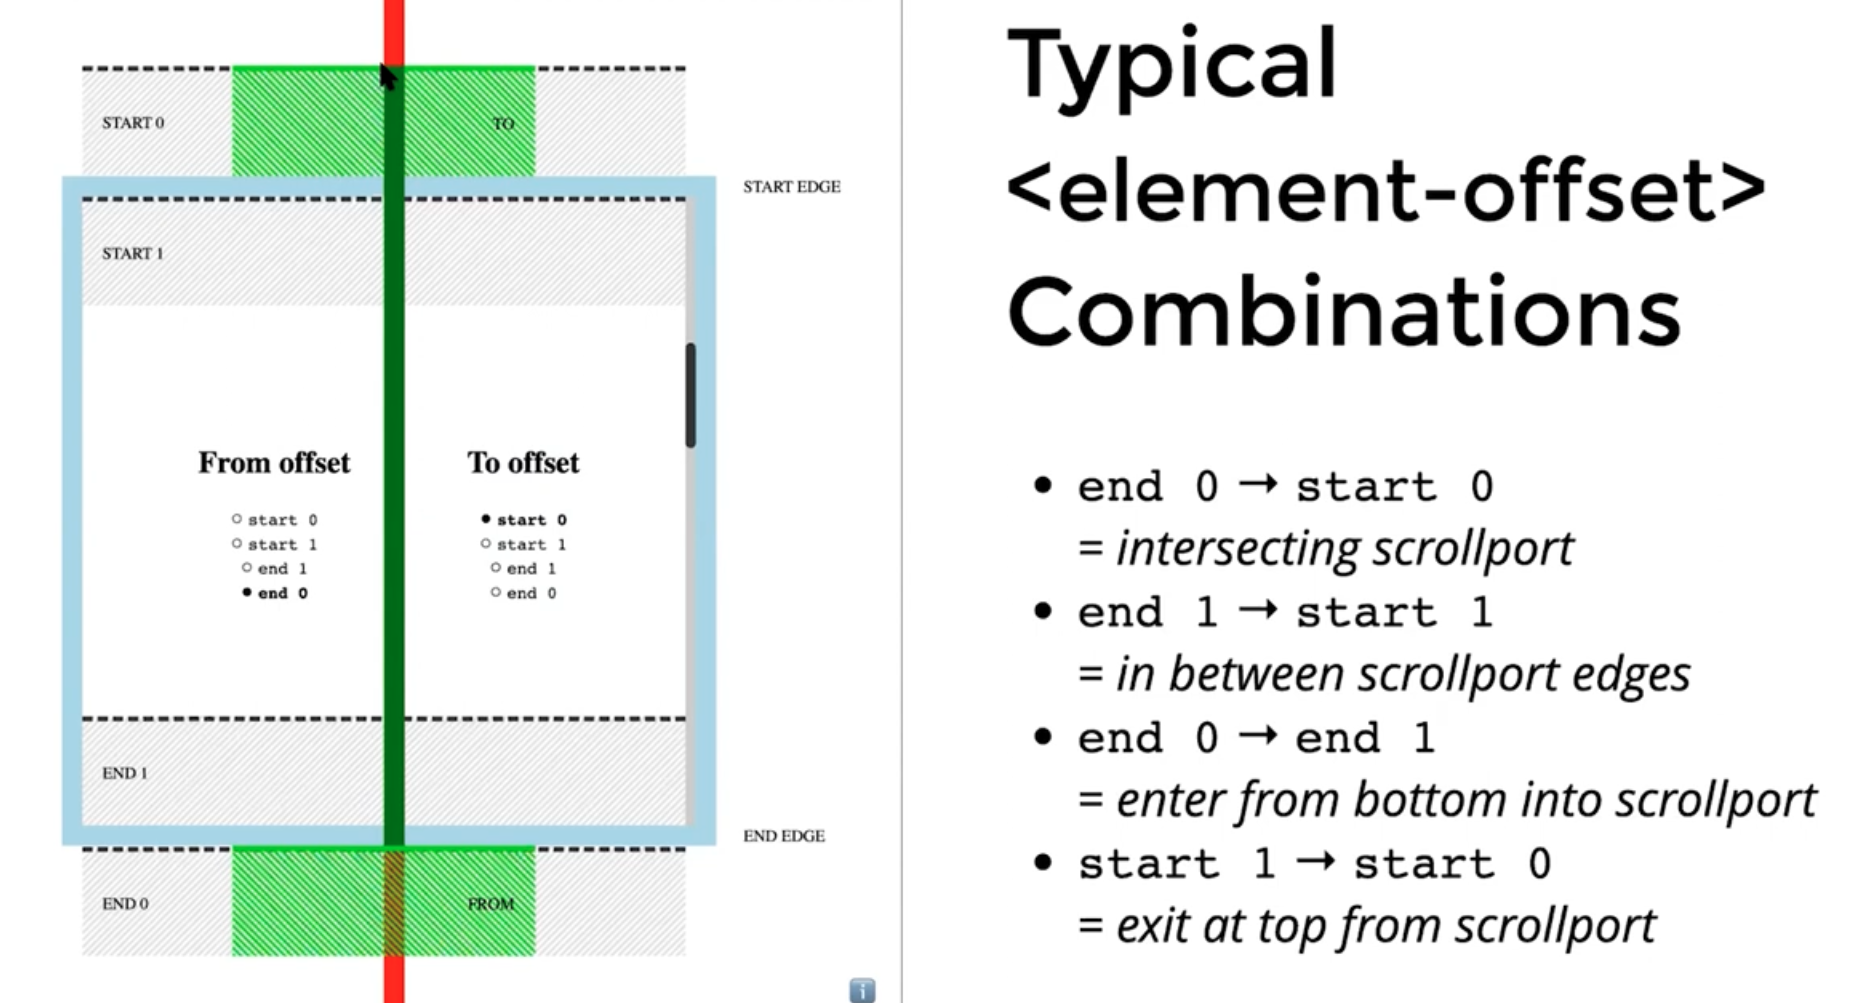 START 0
TO
START EDGE
START 1
From offset
To offset
start 0
start 1
end 1
end 0
start 0
start 1
end 1
end 0
END 1
END EDGE
END 0
FROM
i
Typical
<element-offset>
Combinations
• end 0 → start 0
= intersecting scrollport
• end 1 → start 1
= in between scrollport edges
• end 0 → end 1
= enter from bottom into scrollport
• start 1 → start 0
= exit at top from scrollport